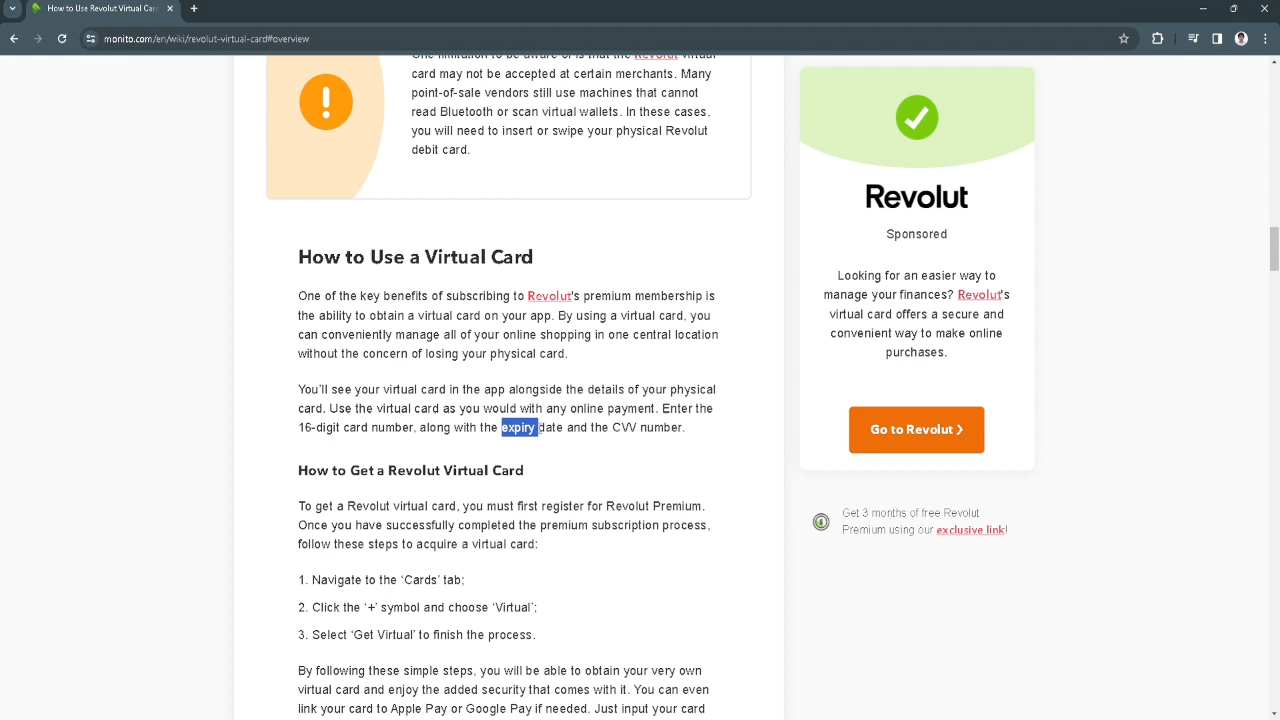 How to Use Revolut Virtual Card
monito.com/en/wiki/revolut-virtual-card#overview
One limitation to be aware of is that the Revolut virtual
card may not be accepted at certain merchants. Many
point-of-sale vendors still use machines that cannot
read Bluetooth or scan virtual wallets. In these cases,
you will need to insert or swipe your physical Revolut
debit card.
How to Use a Virtual Card
One of the key benefits of subscribing to Revolut's premium membership is
the ability to obtain a virtual card on your app. By using a virtual card, you
can conveniently manage all of your online shopping in one central location
without the concern of losing your physical card.
You’ll see your virtual card in the app alongside the details of your physical
card. Use the virtual card as you would with any online payment. Enter the
16-digit card number, along with the expiry date and the CVV number.
How to Get a Revolut Virtual Card
To get a Revolut virtual card, you must first register for Revolut Premium.
Once you have successfully completed the premium subscription process,
follow these steps to acquire a virtual card:
1. Navigate to the ‘Cards’ tab;
2. Click the ‘+’ symbol and choose ‘Virtual’;
3. Select ‘Get Virtual’ to finish the process.
By following these simple steps, you will be able to obtain your very own
virtual card and enjoy the added security that comes with it. You can even
link your card to Apple Pay or Google Pay if needed. Just input your card
Revolut
Sponsored
Looking for an easier way to
manage your finances? Revolut's
virtual card offers a secure and
convenient way to make online
purchases.
Go to Revolut
Get 3 months of free Revolut
Premium using our exclusive link!